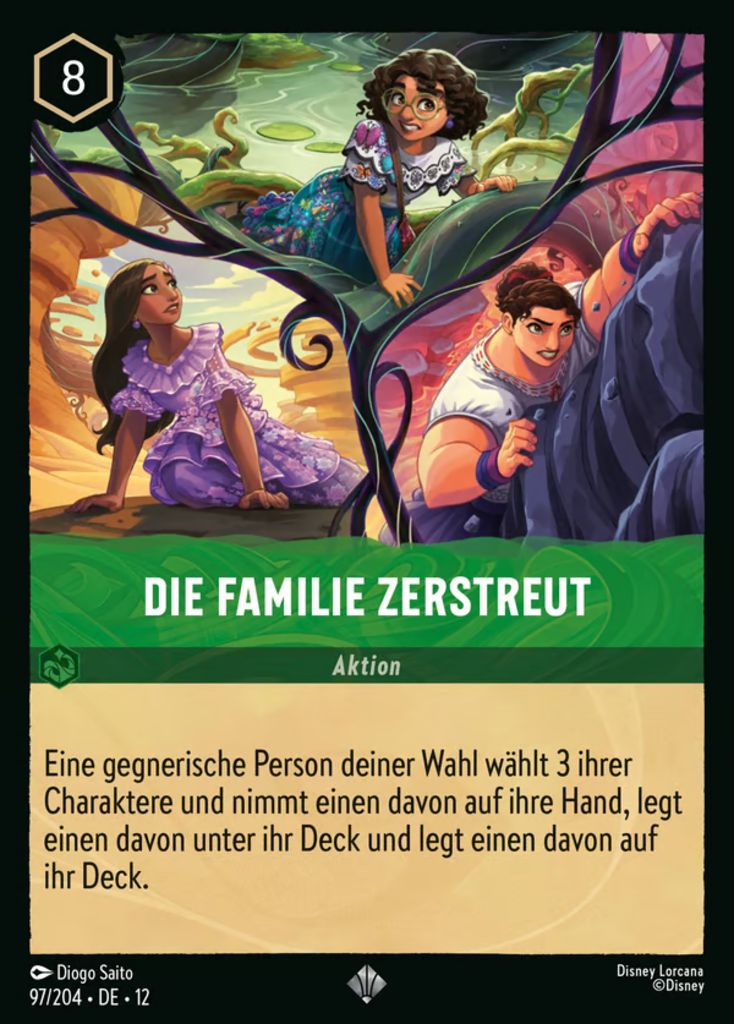 8
DIE FAMILIE ZERSTREUT
Aktion
Eine gegnerische Person deiner Wahl wählt 3 ihrer
Charaktere und nimmt einen davon auf ihre Hand, legt
einen davon unter ihr Deck und legt einen davon auf
ihr Deck.
Diogo Saito
Disney Lorcana
97/204 • DE • 12
©Disney